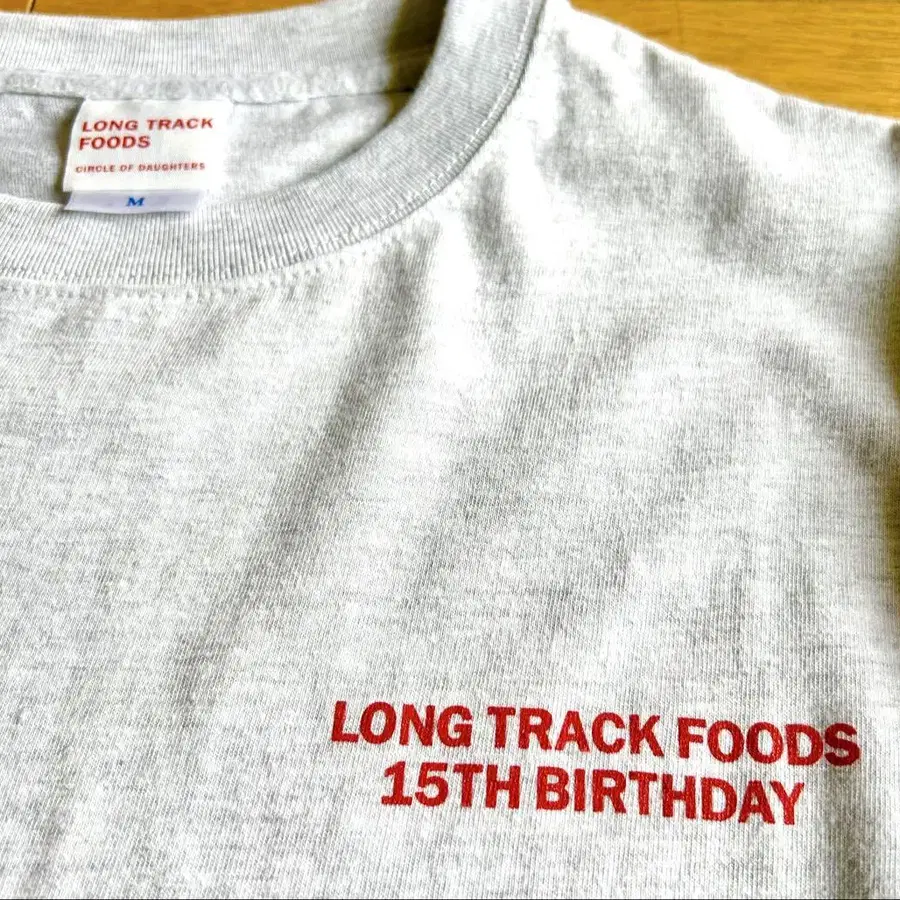 LONG TRACK
FOODS
CIRCLE OF DAUGHTERS
M
LONG TRACK FOODS
15TH BIRTHDAY